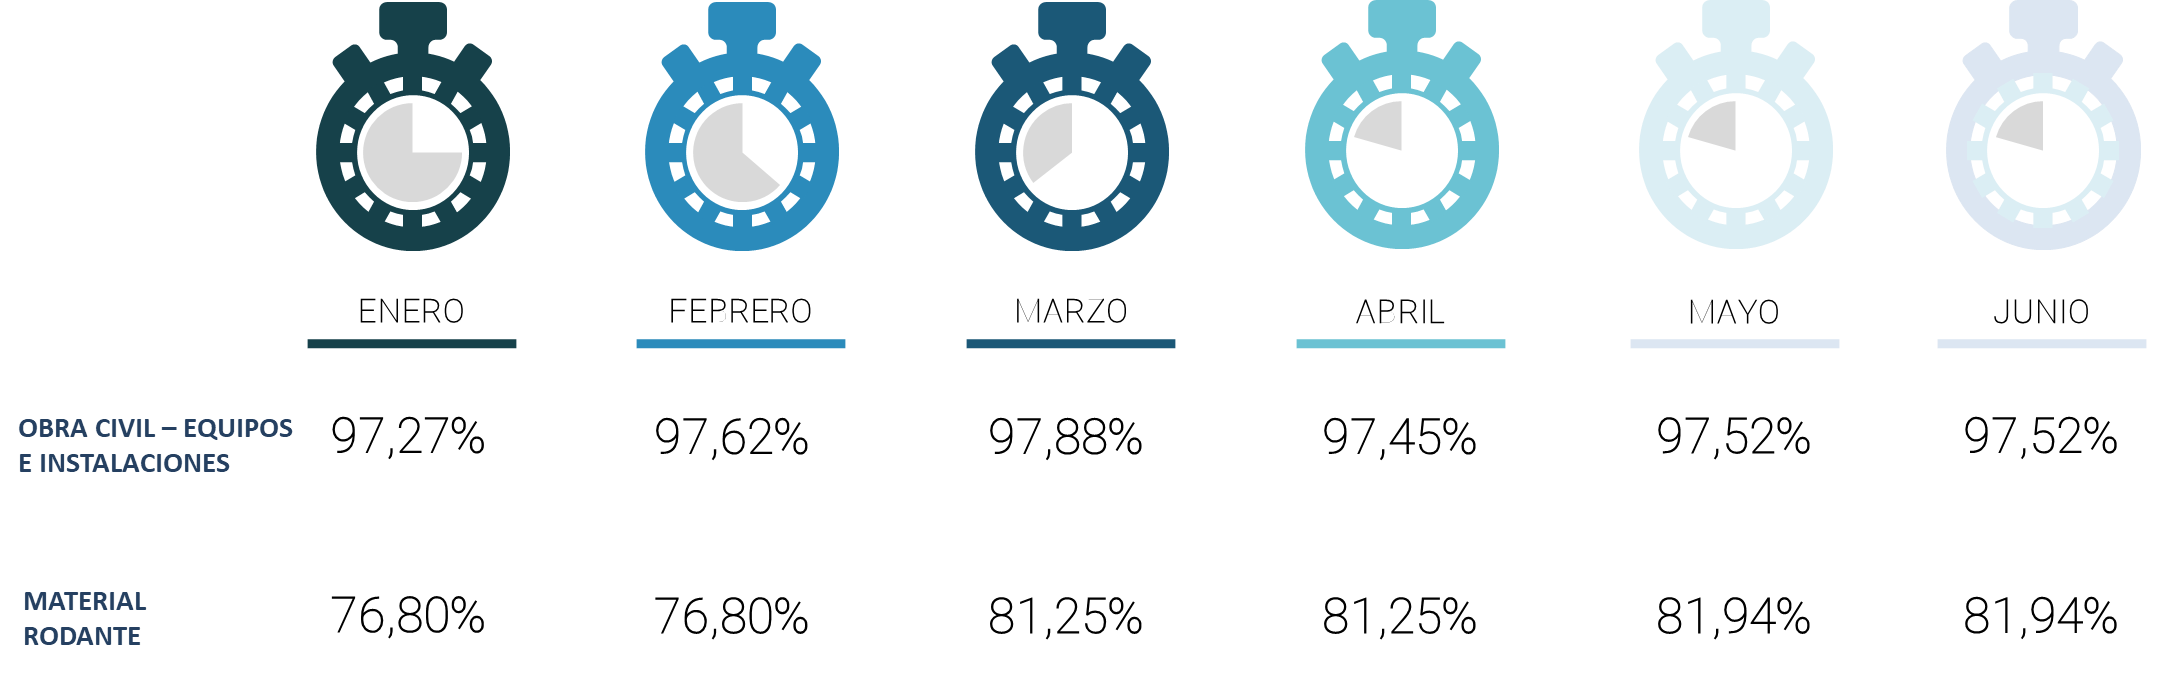 ENERO
FEBRERO
MARZO
APRIL
MAYO
JUNIO
OBRA CIVIL – EQUIPOS
E INSTALACIONES
97,27%
97,62%
97,88%
97,45%
97,52%
97,52%
MATERIAL
RODANTE
76,80%
76,80%
81,25%
81,25%
81,94%
81,94%